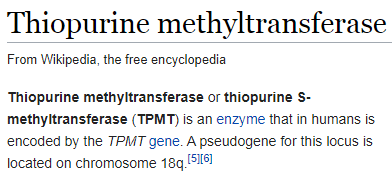 Thiopurine methyltransferase
From Wikipedia, the free encyclopedia
Thiopurine methyltransferase or thiopurine S-
methyltransferase (TPMT) is an enzyme that in humans is
encoded by the TPMT gene. A pseudogene for this locus is
located on chromosome 18q.[5][6]